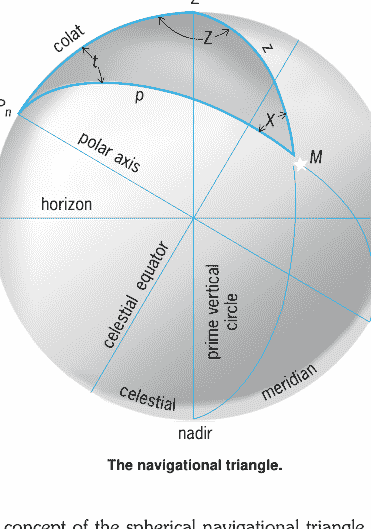 Z
colat
Z
z
t
Pn
p
X
M
polar axis
horizon
celestial equator
prime vertical
circle
celestial
meridian
nadir
The navigational triangle.
concept of the spherical navigational triangle